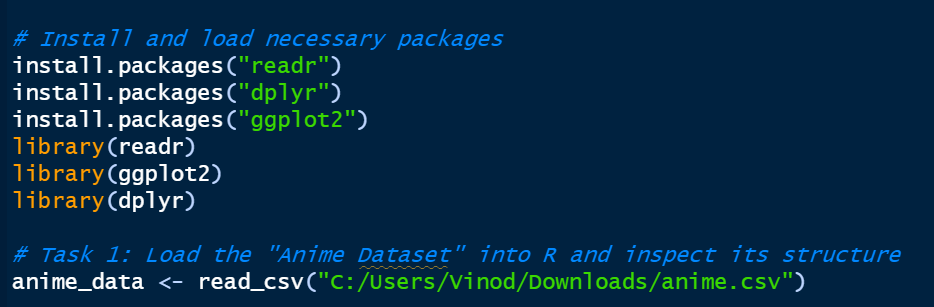 # Install and load necessary packages
install.packages("readr")
install.packages("dplyr")
install.packages("ggplot2")
library(readr)
library(ggplot2)
library(dplyr)
# Task 1: Load the "Anime Dataset" into R and inspect its structure
anime_data <- read_csv("C:/Users/Vinod/Downloads/anime.csv")